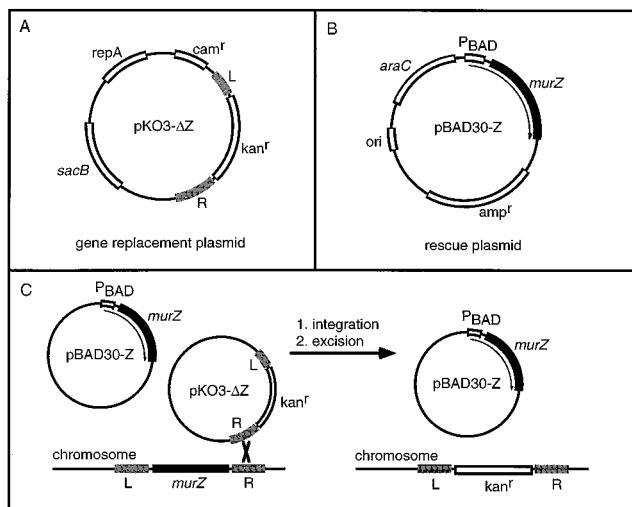 A
repA
camʳ
L
pKO3-ΔZ
kanʳ
sacB
R
gene replacement plasmid
B
PBAD
araC
murZ
pBAD30-Z
ori
ampʳ
rescue plasmid
C
PBAD
murZ
pBAD30-Z
L
pKO3-ΔZ
kanʳ
R
chromosome
L murZ R
1. integration
2. excision
PBAD
murZ
pBAD30-Z
chromosome
L kanʳ R